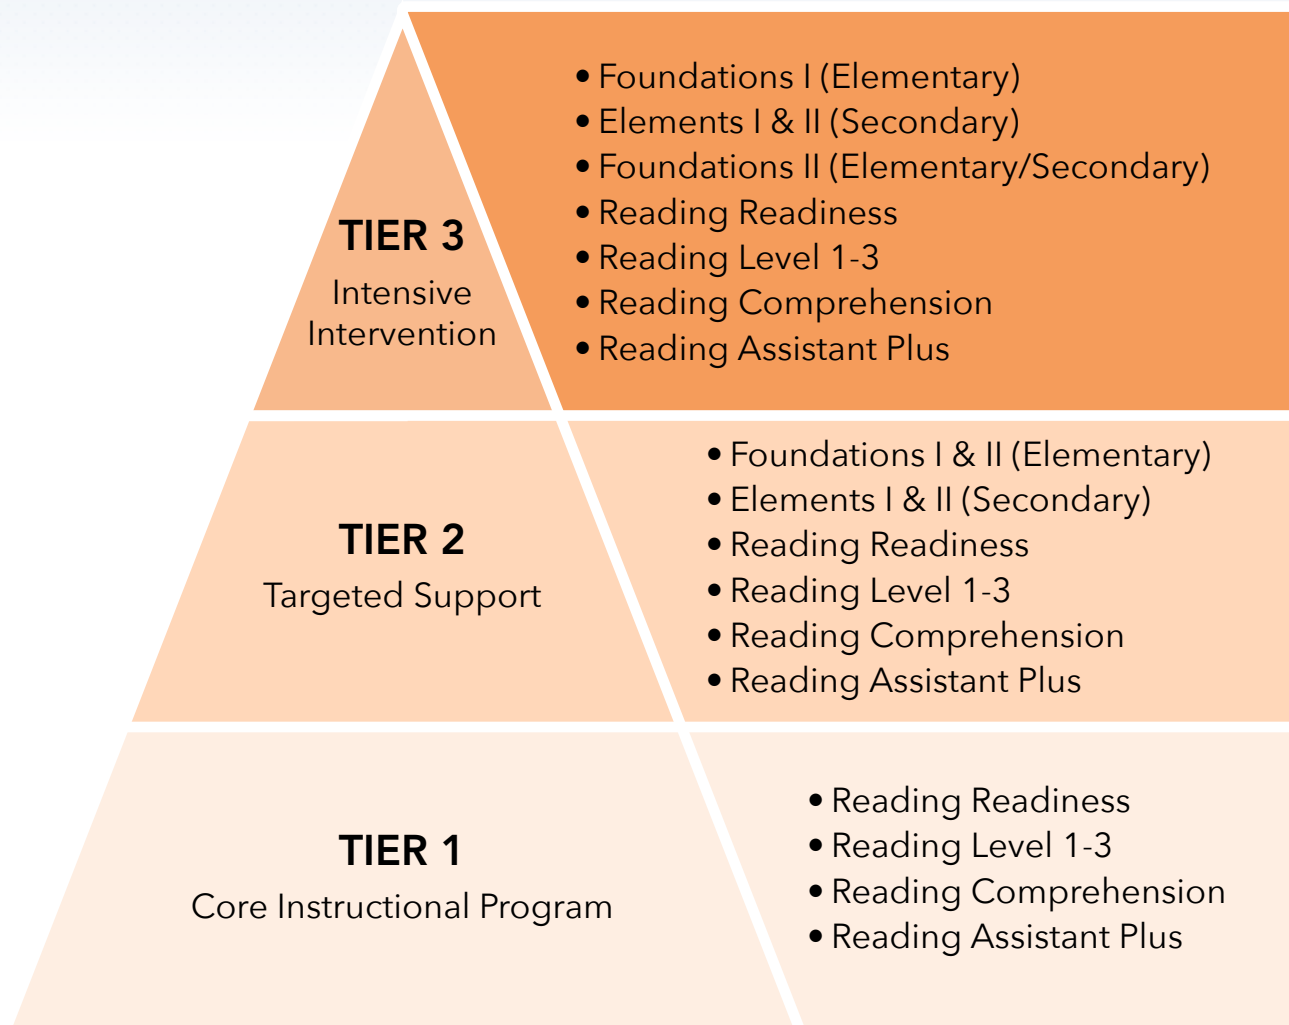 TIER 3
Intensive
Intervention
• Foundations I (Elementary)
• Elements I & II (Secondary)
• Foundations II (Elementary/Secondary)
• Reading Readiness
• Reading Level 1-3
• Reading Comprehension
• Reading Assistant Plus
TIER 2
Targeted Support
• Foundations I & II (Elementary)
• Elements I & II (Secondary)
• Reading Readiness
• Reading Level 1-3
• Reading Comprehension
• Reading Assistant Plus
TIER 1
Core Instructional Program
• Reading Readiness
• Reading Level 1-3
• Reading Comprehension
• Reading Assistant Plus